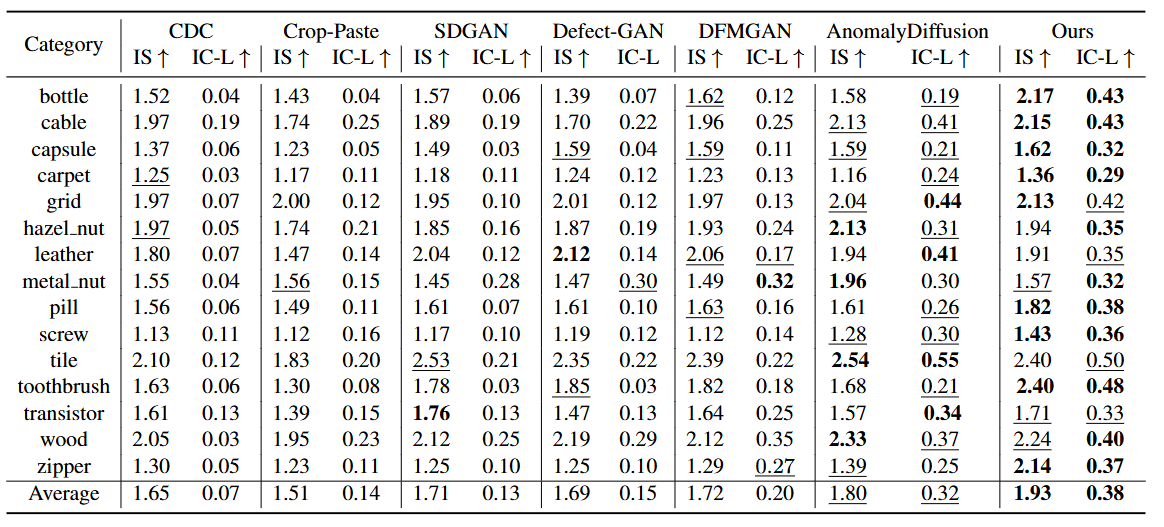 Category CDC Crop-Paste SDGAN Defect-GAN DFMGAN AnomalyDiffusion Ours
IS ↑ IC-L ↑ IS ↑ IC-L ↑ IS ↑ IC-L ↑ IS ↑ IC-L IS ↑ IC-L ↑ IS ↑ IC-L ↑ IS ↑ IC-L ↑
bottle 1.52 0.04 1.43 0.04 1.57 0.06 1.39 0.07 1.62 0.12 1.58 0.19 2.17 0.43
cable 1.97 0.19 1.74 0.25 1.89 0.19 1.70 0.22 1.96 0.25 2.13 0.41 2.15 0.43
capsule 1.37 0.06 1.23 0.05 1.49 0.03 1.59 0.04 1.59 0.11 1.59 0.21 1.62 0.32
carpet 1.25 0.03 1.17 0.11 1.18 0.11 1.24 0.12 1.23 0.13 1.16 0.24 1.36 0.29
grid 1.97 0.07 2.00 0.12 1.95 0.10 2.01 0.12 1.97 0.13 2.04 0.44 2.13 0.42
hazel_nut 1.97 0.05 1.74 0.21 1.85 0.16 1.87 0.19 1.93 0.24 2.13 0.31 1.94 0.35
leather 1.80 0.07 1.47 0.14 2.04 0.12 2.12 0.14 2.06 0.17 1.94 0.41 1.91 0.35
metal_nut 1.55 0.04 1.56 0.15 1.45 0.28 1.47 0.30 1.49 0.32 1.96 0.30 1.57 0.32
pill 1.56 0.06 1.49 0.11 1.61 0.07 1.61 0.10 1.63 0.16 1.61 0.26 1.82 0.38
screw 1.13 0.11 1.12 0.16 1.17 0.10 1.19 0.12 1.12 0.14 1.28 0.30 1.43 0.36
tile 2.10 0.12 1.83 0.20 2.53 0.21 2.35 0.22 2.39 0.22 2.54 0.55 2.40 0.50
toothbrush 1.63 0.06 1.30 0.08 1.78 0.03 1.85 0.03 1.82 0.18 1.68 0.21 2.40 0.48
transistor 1.61 0.13 1.39 0.15 1.76 0.13 1.47 0.13 1.64 0.25 1.57 0.34 1.71 0.33
wood 2.05 0.03 1.95 0.23 2.12 0.25 2.19 0.29 2.12 0.35 2.33 0.37 2.24 0.40
zipper 1.30 0.05 1.23 0.11 1.25 0.10 1.25 0.10 1.29 0.27 1.39 0.25 2.14 0.37
Average 1.65 0.07 1.51 0.14 1.71 0.13 1.69 0.15 1.72 0.20 1.80 0.32 1.93 0.38